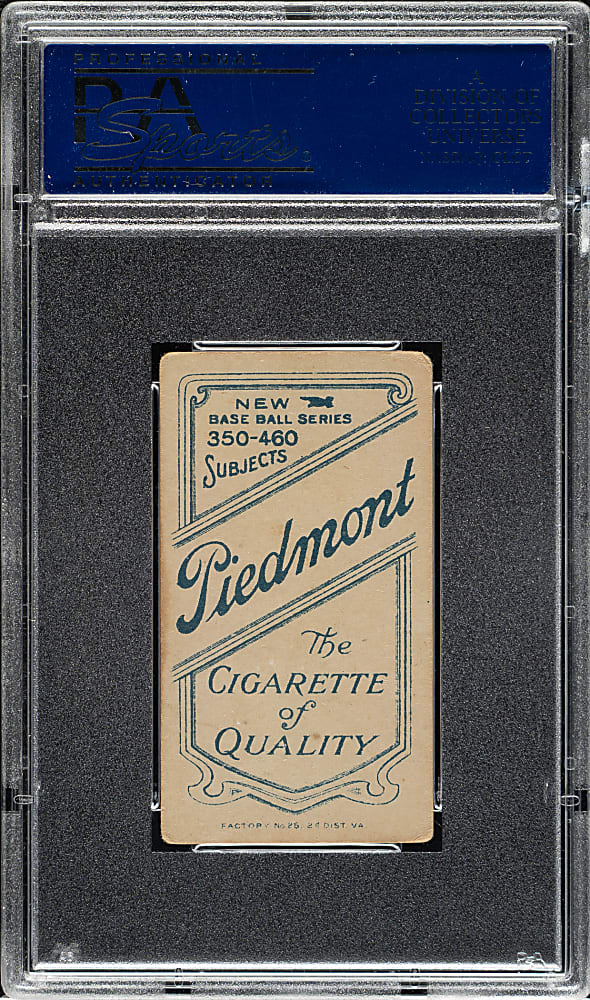 PROFESSIONAL
PSA
Sports
AUTHENTICATOR
A
DIVISION OF
COLLECTORS
UNIVERSE
NEW
BASE BALL SERIES
350-460
SUBJECTS
Piedmont
The
CIGARETTE
of
QUALITY
FACTORY No 25, 2d DIST. VA.
PSA